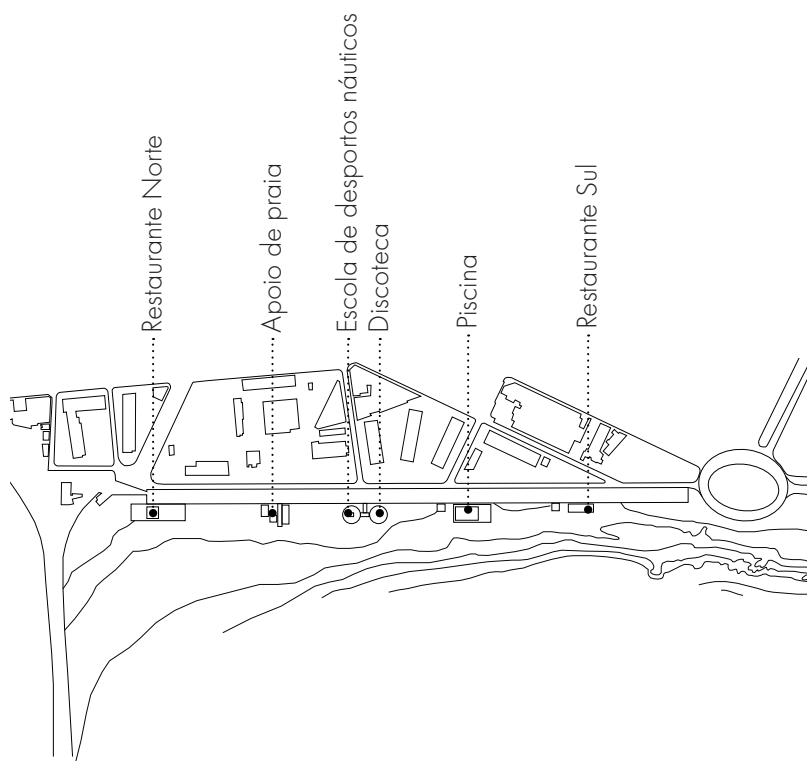 Restaurante Norte
Apoio de praia
Escola de desportos náuticos
Discoteca
Piscina
Restaurante Sul